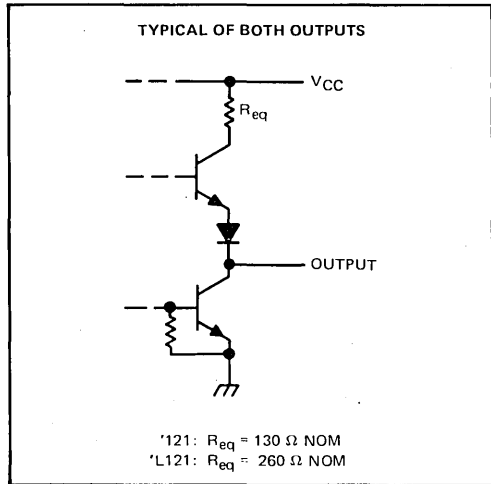 TYPICAL OF BOTH OUTPUTS
VCC
Req
OUTPUT
'121: Req = 130 Ω NOM
'L121: Req = 260 Ω NOM